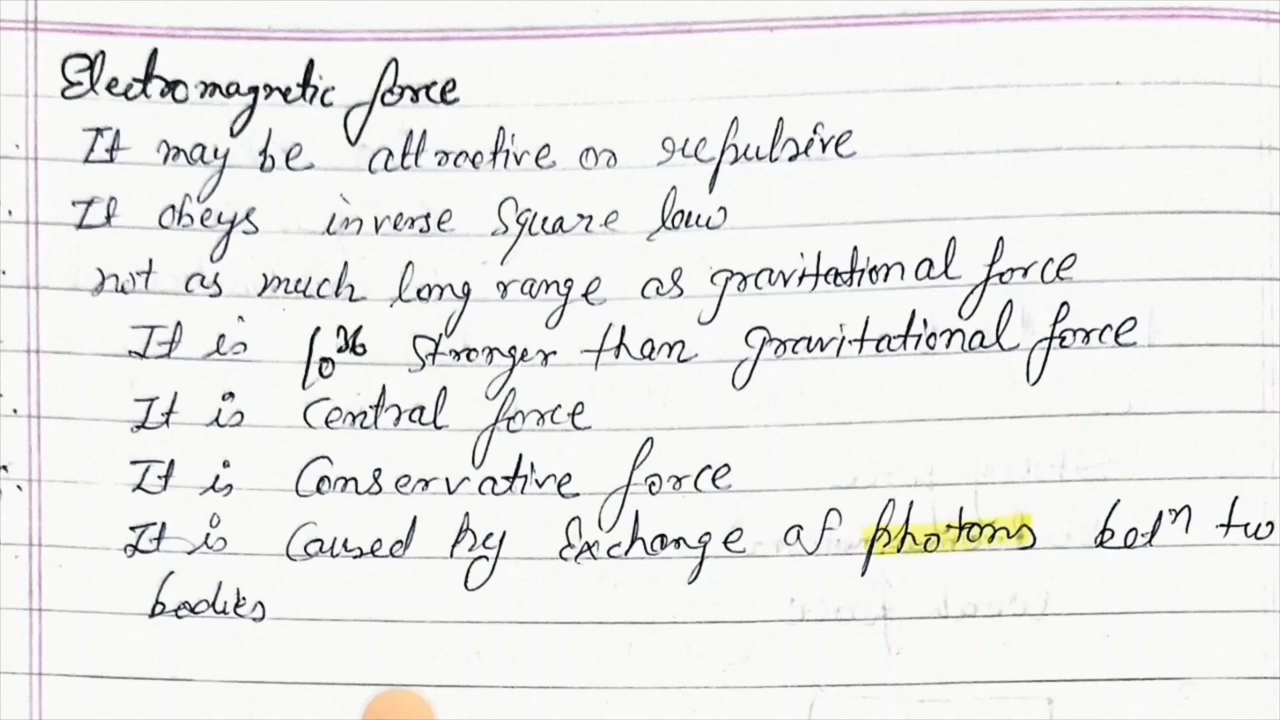 Electromagnetic force
It may be attractive or repulsive
It obeys inverse square law
not as much long range as gravitational force
It is 10³⁶ stronger than gravitational force
It is Central force
It is Conservative force
It is Caused by Exchange of photons betⁿ two
bodies